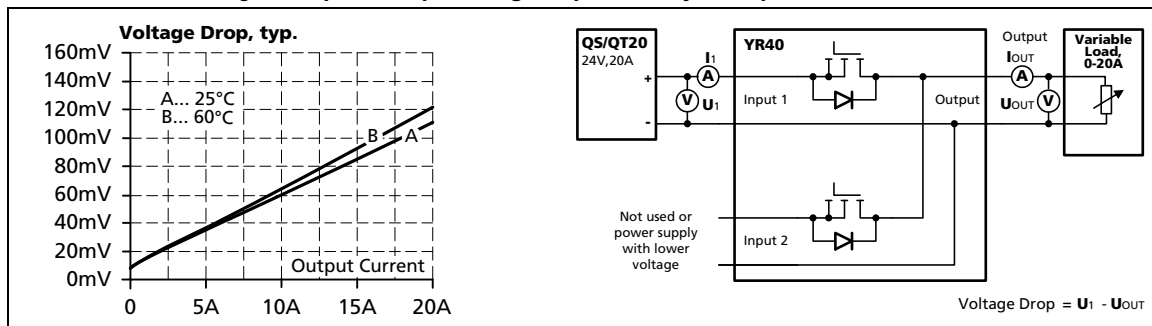 Voltage Drop, typ.
160mV
140mV
120mV
100mV
80mV
60mV
40mV
20mV
0mV
A... 25°C
B... 60°C
B
A
Output Current
0
5A
10A
15A
20A
QS/QT20
24V,20A
+
-
I1
A
V
U1
YR40
Input 1
Output
Input 2
Not used or
power supply
with lower
voltage
Output
IOUT
A
UOUT
V
Variable
Load,
0-20A
Voltage Drop = U1 - UOUT